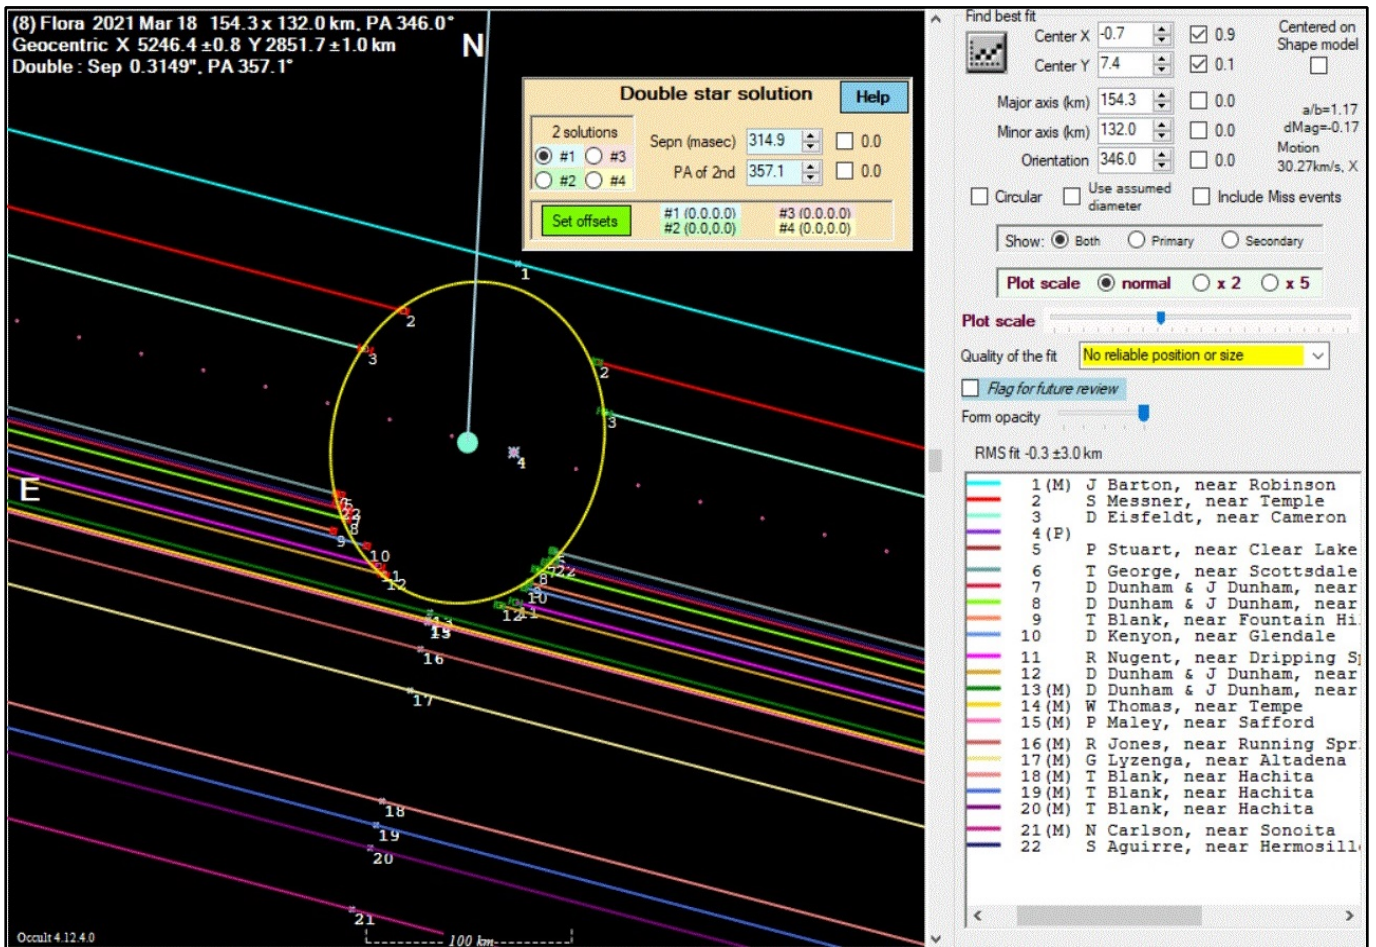 (8) Flora 2021 Mar 18 154.3 x 132.0 km, PA 346.0°
Geocentric X 5246.4 ±0.8 Y 2851.7 ±1.0 km
Double : Sep 0.3149", PA 357.1°
N
E
Double star solution
Help
2 solutions
#1 #3
#2 #4
Sepn (masec) 314.9 0.0
PA of 2nd 357.1 0.0
Set offsets
#1 (0.0,0.0) #3 (0.0,0.0)
#2 (0.0,0.0) #4 (0.0,0.0)
1
2
3
2
3
4
8
9
10
12
7
22
8
10
11
12
13
16
17
18
19
20
21
100 km
Occult 4.12.4.0
Find best fit
Center X -0.7 0.9
Center Y 7.4 0.1
Centered on
Shape model
Major axis (km) 154.3 0.0
Minor axis (km) 132.0 0.0
Orientation 346.0 0.0
a/b=1.17
dMag=-0.17
Motion
30.27km/s, X
Circular
Use assumed
diameter
Include Miss events
Show: Both Primary Secondary
Plot scale normal x 2 x 5
Plot scale
Quality of the fit No reliable position or size
Flag for future review
Form opacity
RMS fit -0.3 ±3.0 km
1(M) J Barton, near Robinson
2 S Messner, near Temple
3 D Eisfeldt, near Cameron
4(P)
5 P Stuart, near Clear Lake
6 T George, near Scottsdale
7 D Dunham & J Dunham, near
8 D Dunham & J Dunham, near
9 T Blank, near Fountain Hi
10 D Kenyon, near Glendale
11 R Nugent, near Dripping Sp
12 D Dunham & J Dunham, near
13(M) D Dunham & J Dunham, near
14(M) W Thomas, near Tempe
15(M) P Maley, near Safford
16(M) R Jones, near Running Spr
17(M) G Lyzenga, near Altadena
18(M) T Blank, near Hachita
19(M) T Blank, near Hachita
20(M) T Blank, near Hachita
21(M) N Carlson, near Sonoita
22 S Aguirre, near Hermosill